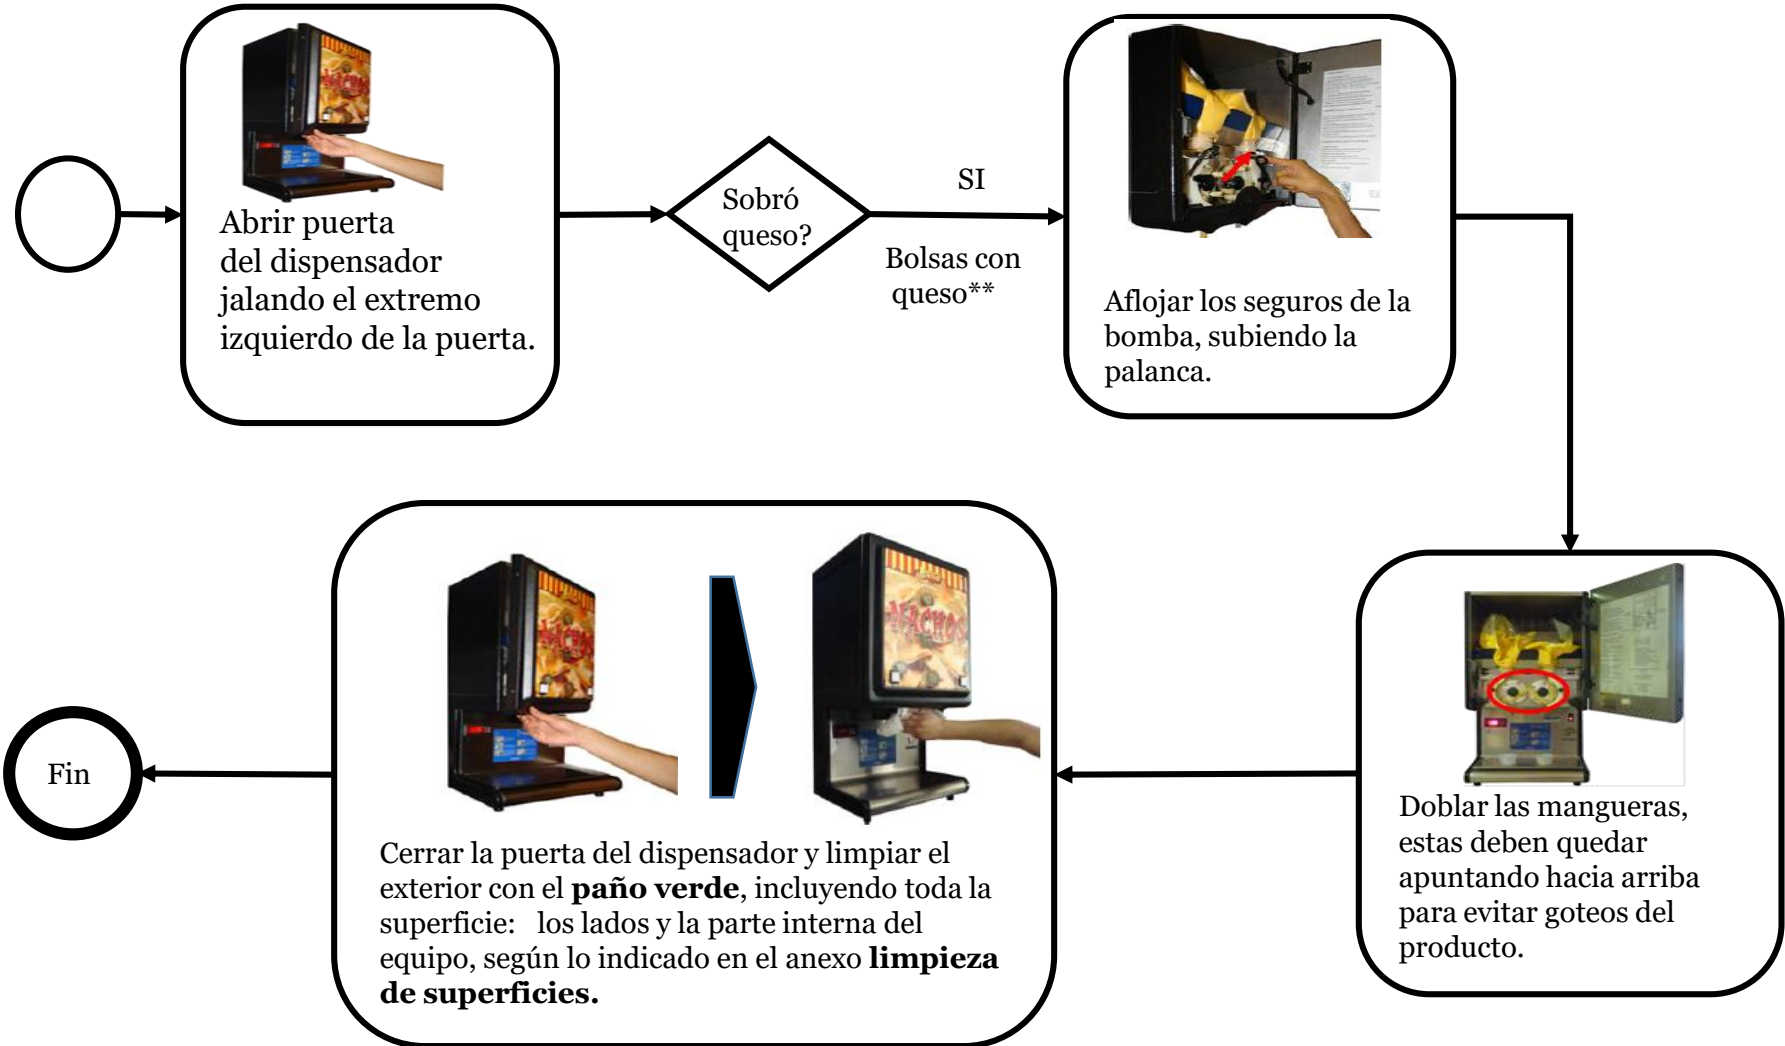 NACHOS
Abrir puerta
del dispensador
jalando el extremo
izquierdo de la puerta.
Sobró
queso?
SI
Bolsas con
queso**
Aflojar los seguros de la
bomba, subiendo la
palanca.
Doblar las mangueras,
estas deben quedar
apuntando hacia arriba
para evitar goteos del
producto.
NACHOS
NACHOS
Cerrar la puerta del dispensador y limpiar el
exterior con el paño verde, incluyendo toda la
superficie: los lados y la parte interna del
equipo, según lo indicado en el anexo limpieza
de superficies.
Fin